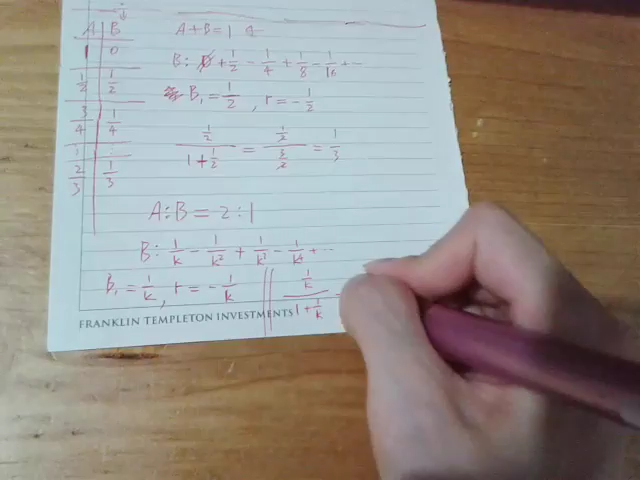 A | B
1 | 0
1/2 | 1/2
3/4 | 1/4
2/3 | 1/3
A + B = 1
B: + 1/2 - 1/4 + 1/8 - 1/16 + ...
B₁ = 1/2 , r = - 1/2
(1/2)/(1 + 1/2) = (1/2)/(3/2) = 1/3
A : B = 2 : 1
B: 1/k - 1/k² + 1/k³ - 1/k⁴ + ...
B₁ = 1/k , r = - 1/k || (1/k)/(1 + 1/k)
FRANKLIN TEMPLETON INVESTMENTS